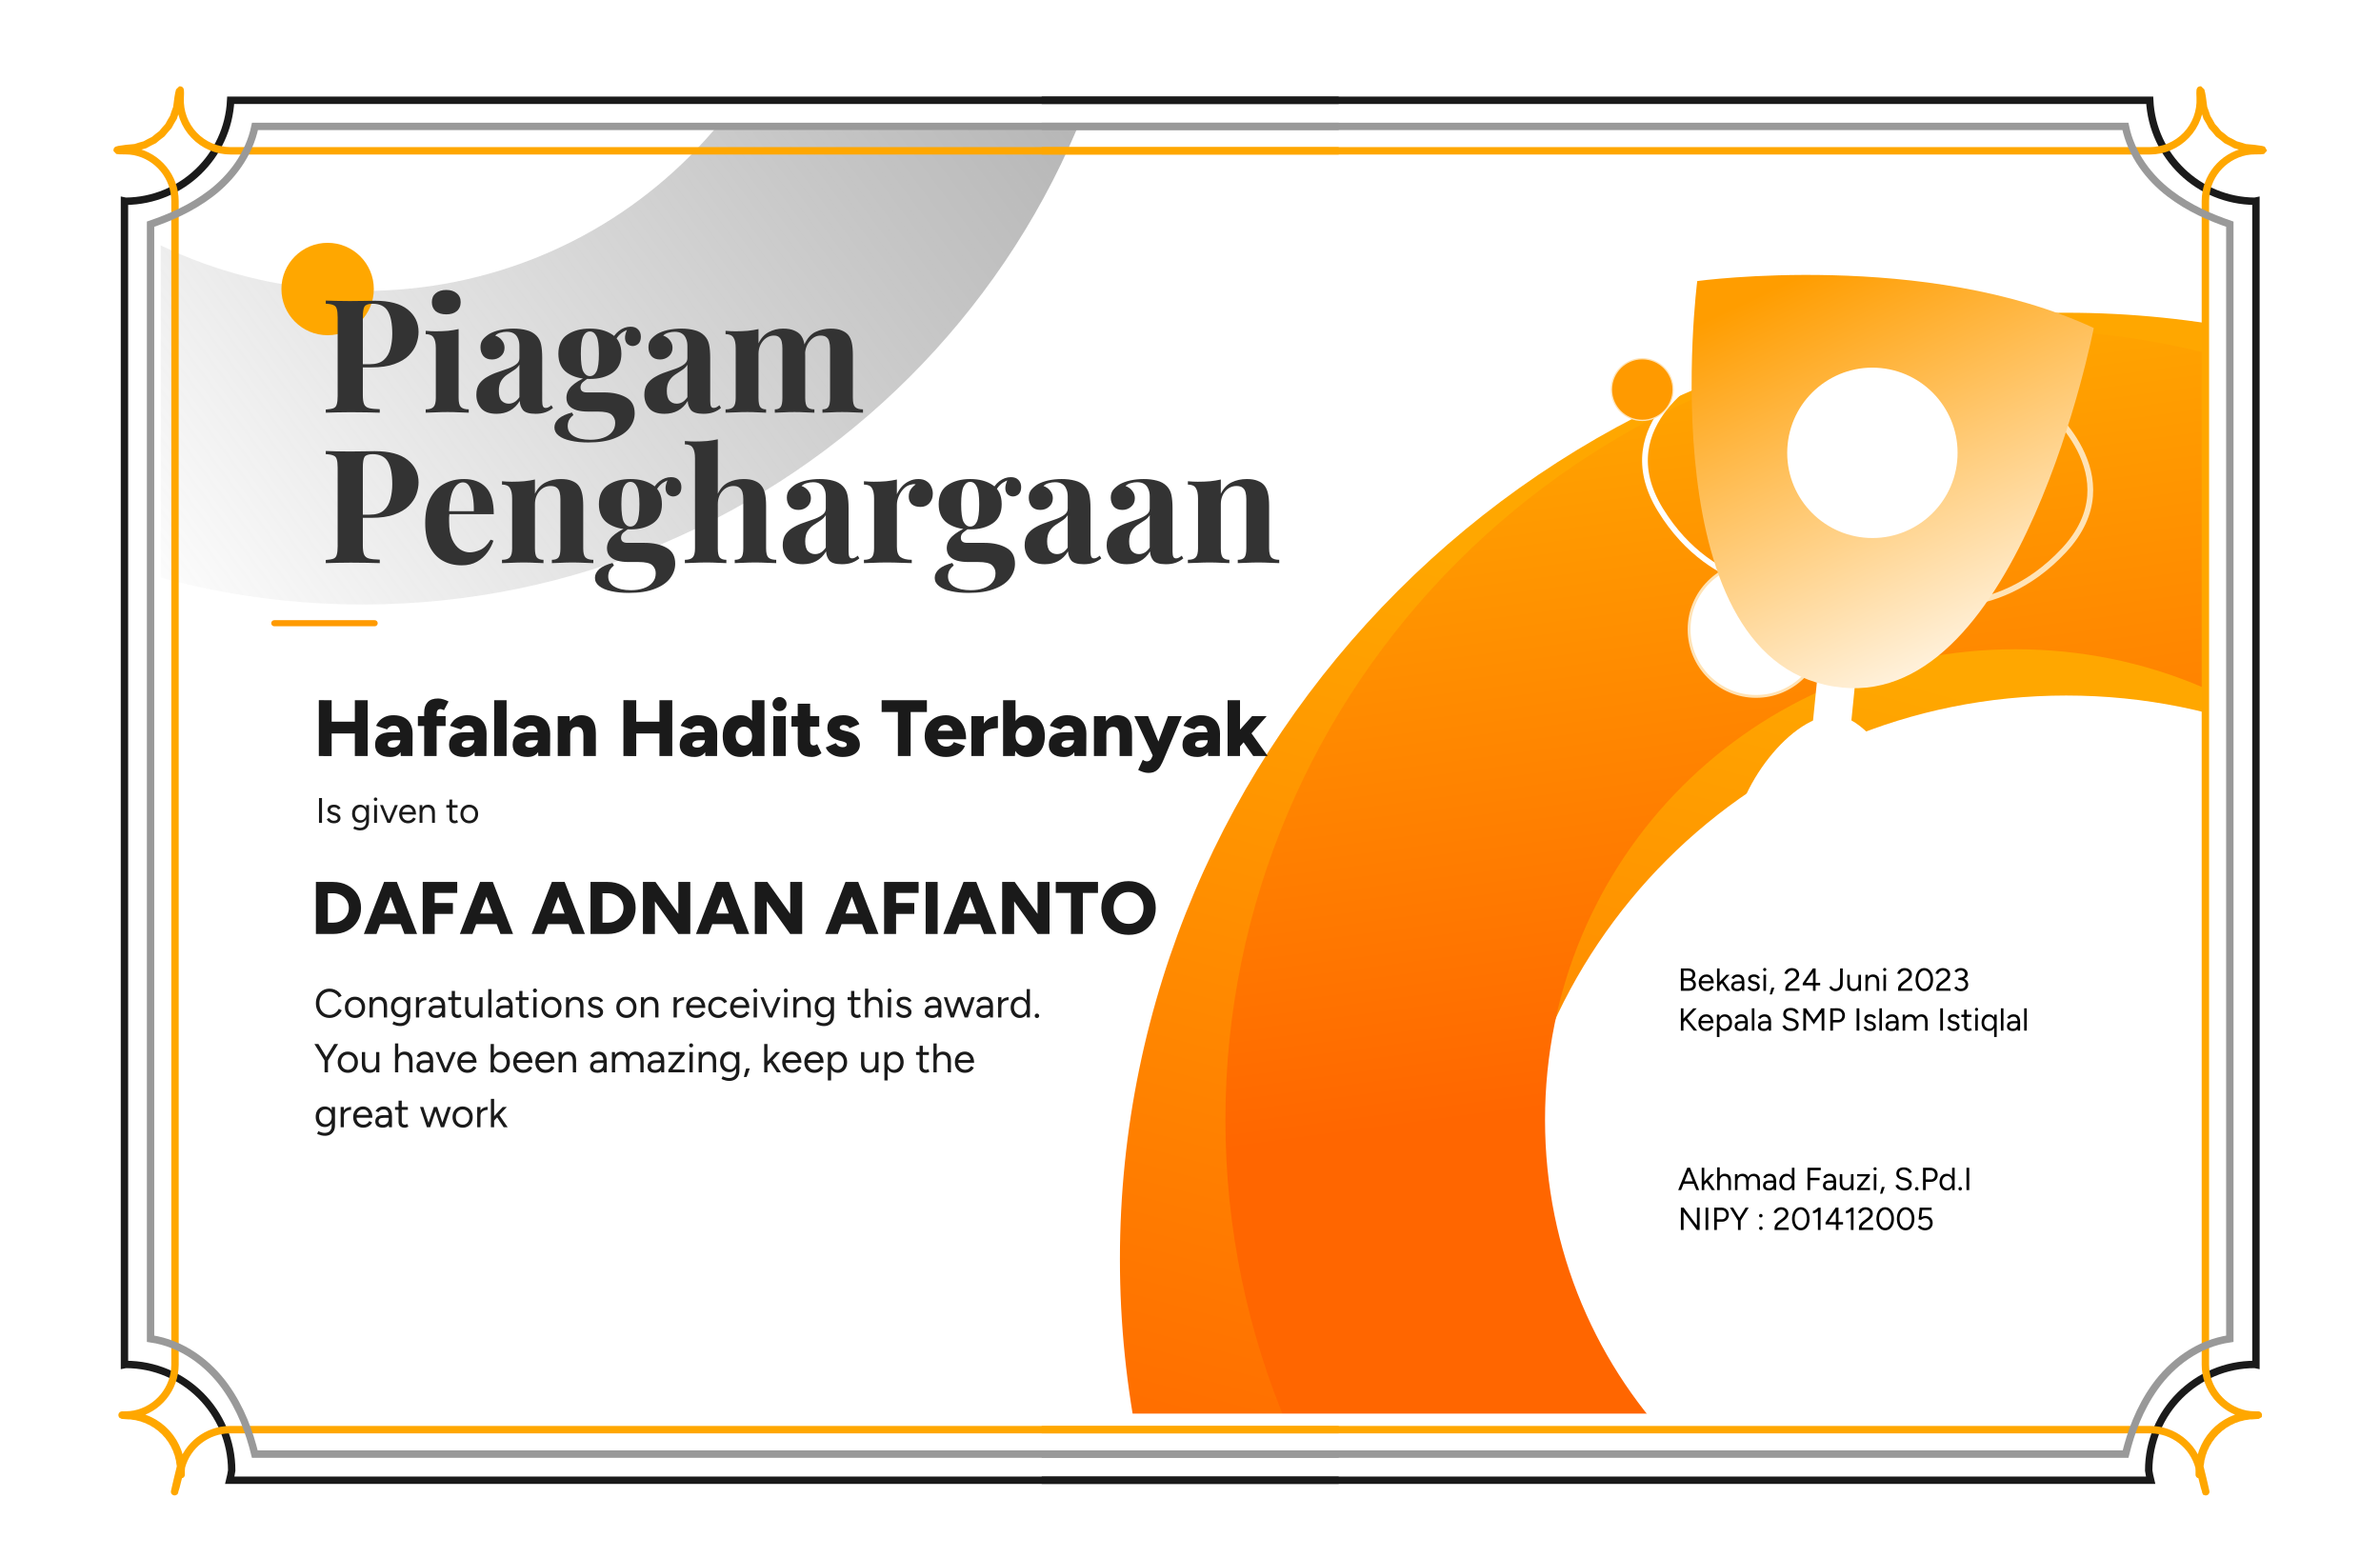 Piagam
Penghargaan
Hafalan Hadits Terbanyak
Is given to
DAFA ADNAN AFIANTO
Congratulations on receiving this award.
You have been amazing, keep up the
great work
Bekasi, 24 Juni 2023
Kepala SMP Islam Istiqlal
Akhmad Fauzi, S.Pd.I
NIPY : 201412005